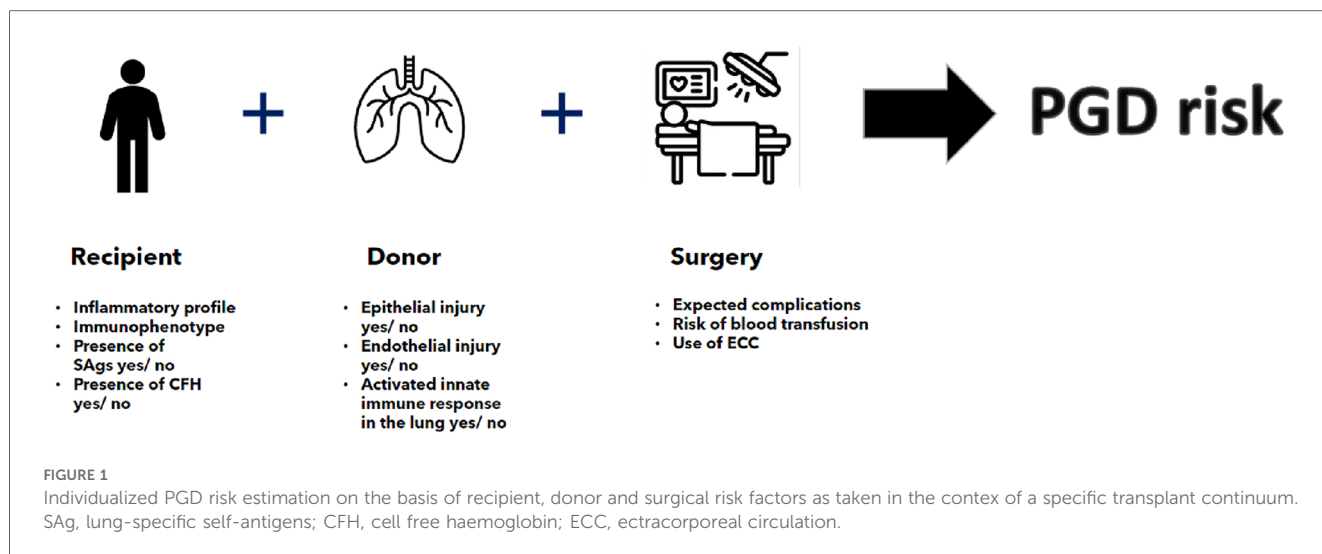 PGD risk
Recipient
• Inflammatory profile
• Immunophenotype
• Presence of
SAgs yes/ no
• Presence of CFH
yes/ no
Donor
• Epithelial injury
yes/ no
• Endothelial injury
yes/ no
• Activated innate
immune response
in the lung yes/ no
Surgery
• Expected complications
• Risk of blood transfusion
• Use of ECC
FIGURE 1
Individualized PGD risk estimation on the basis of recipient, donor and surgical risk factors as taken in the contex of a specific transplant continuum.
SAg, lung-specific self-antigens; CFH, cell free haemoglobin; ECC, ectracorporeal circulation.